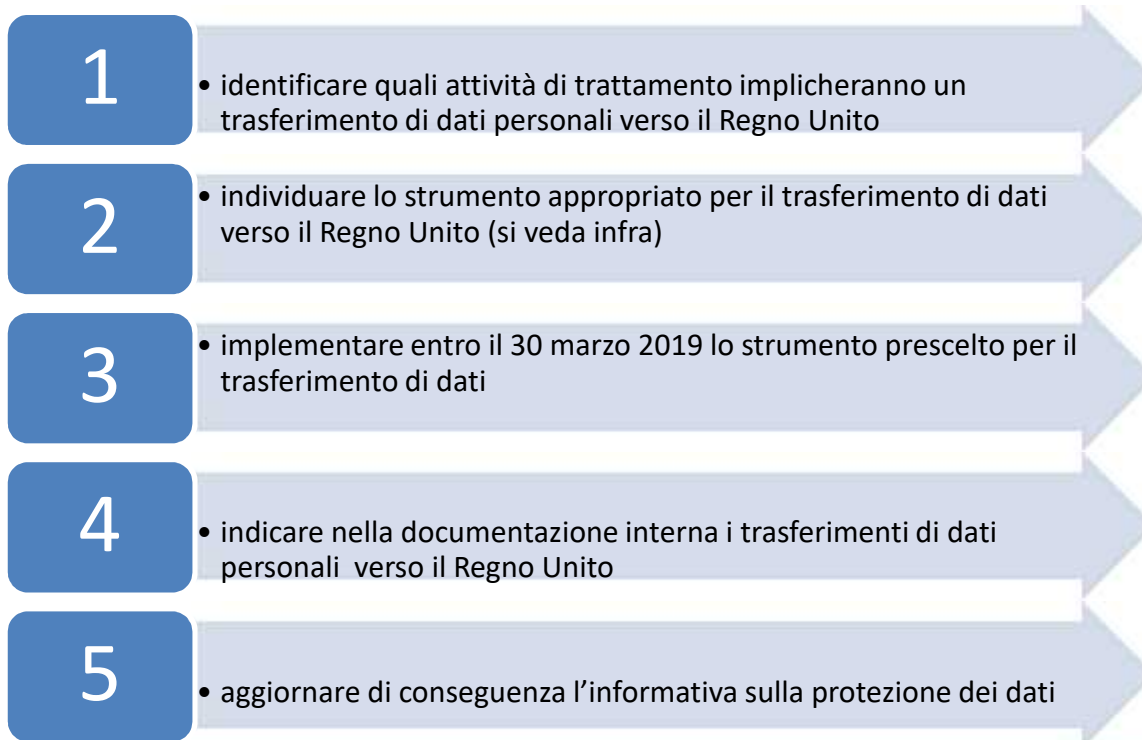 1
• identificare quali attività di trattamento implicheranno un
trasferimento di dati personali verso il Regno Unito
2
• individuare lo strumento appropriato per il trasferimento di dati
verso il Regno Unito (si veda infra)
3
• implementare entro il 30 marzo 2019 lo strumento prescelto per il
trasferimento di dati
4
• indicare nella documentazione interna i trasferimenti di dati
personali  verso il Regno Unito
5
• aggiornare di conseguenza l’informativa sulla protezione dei dati